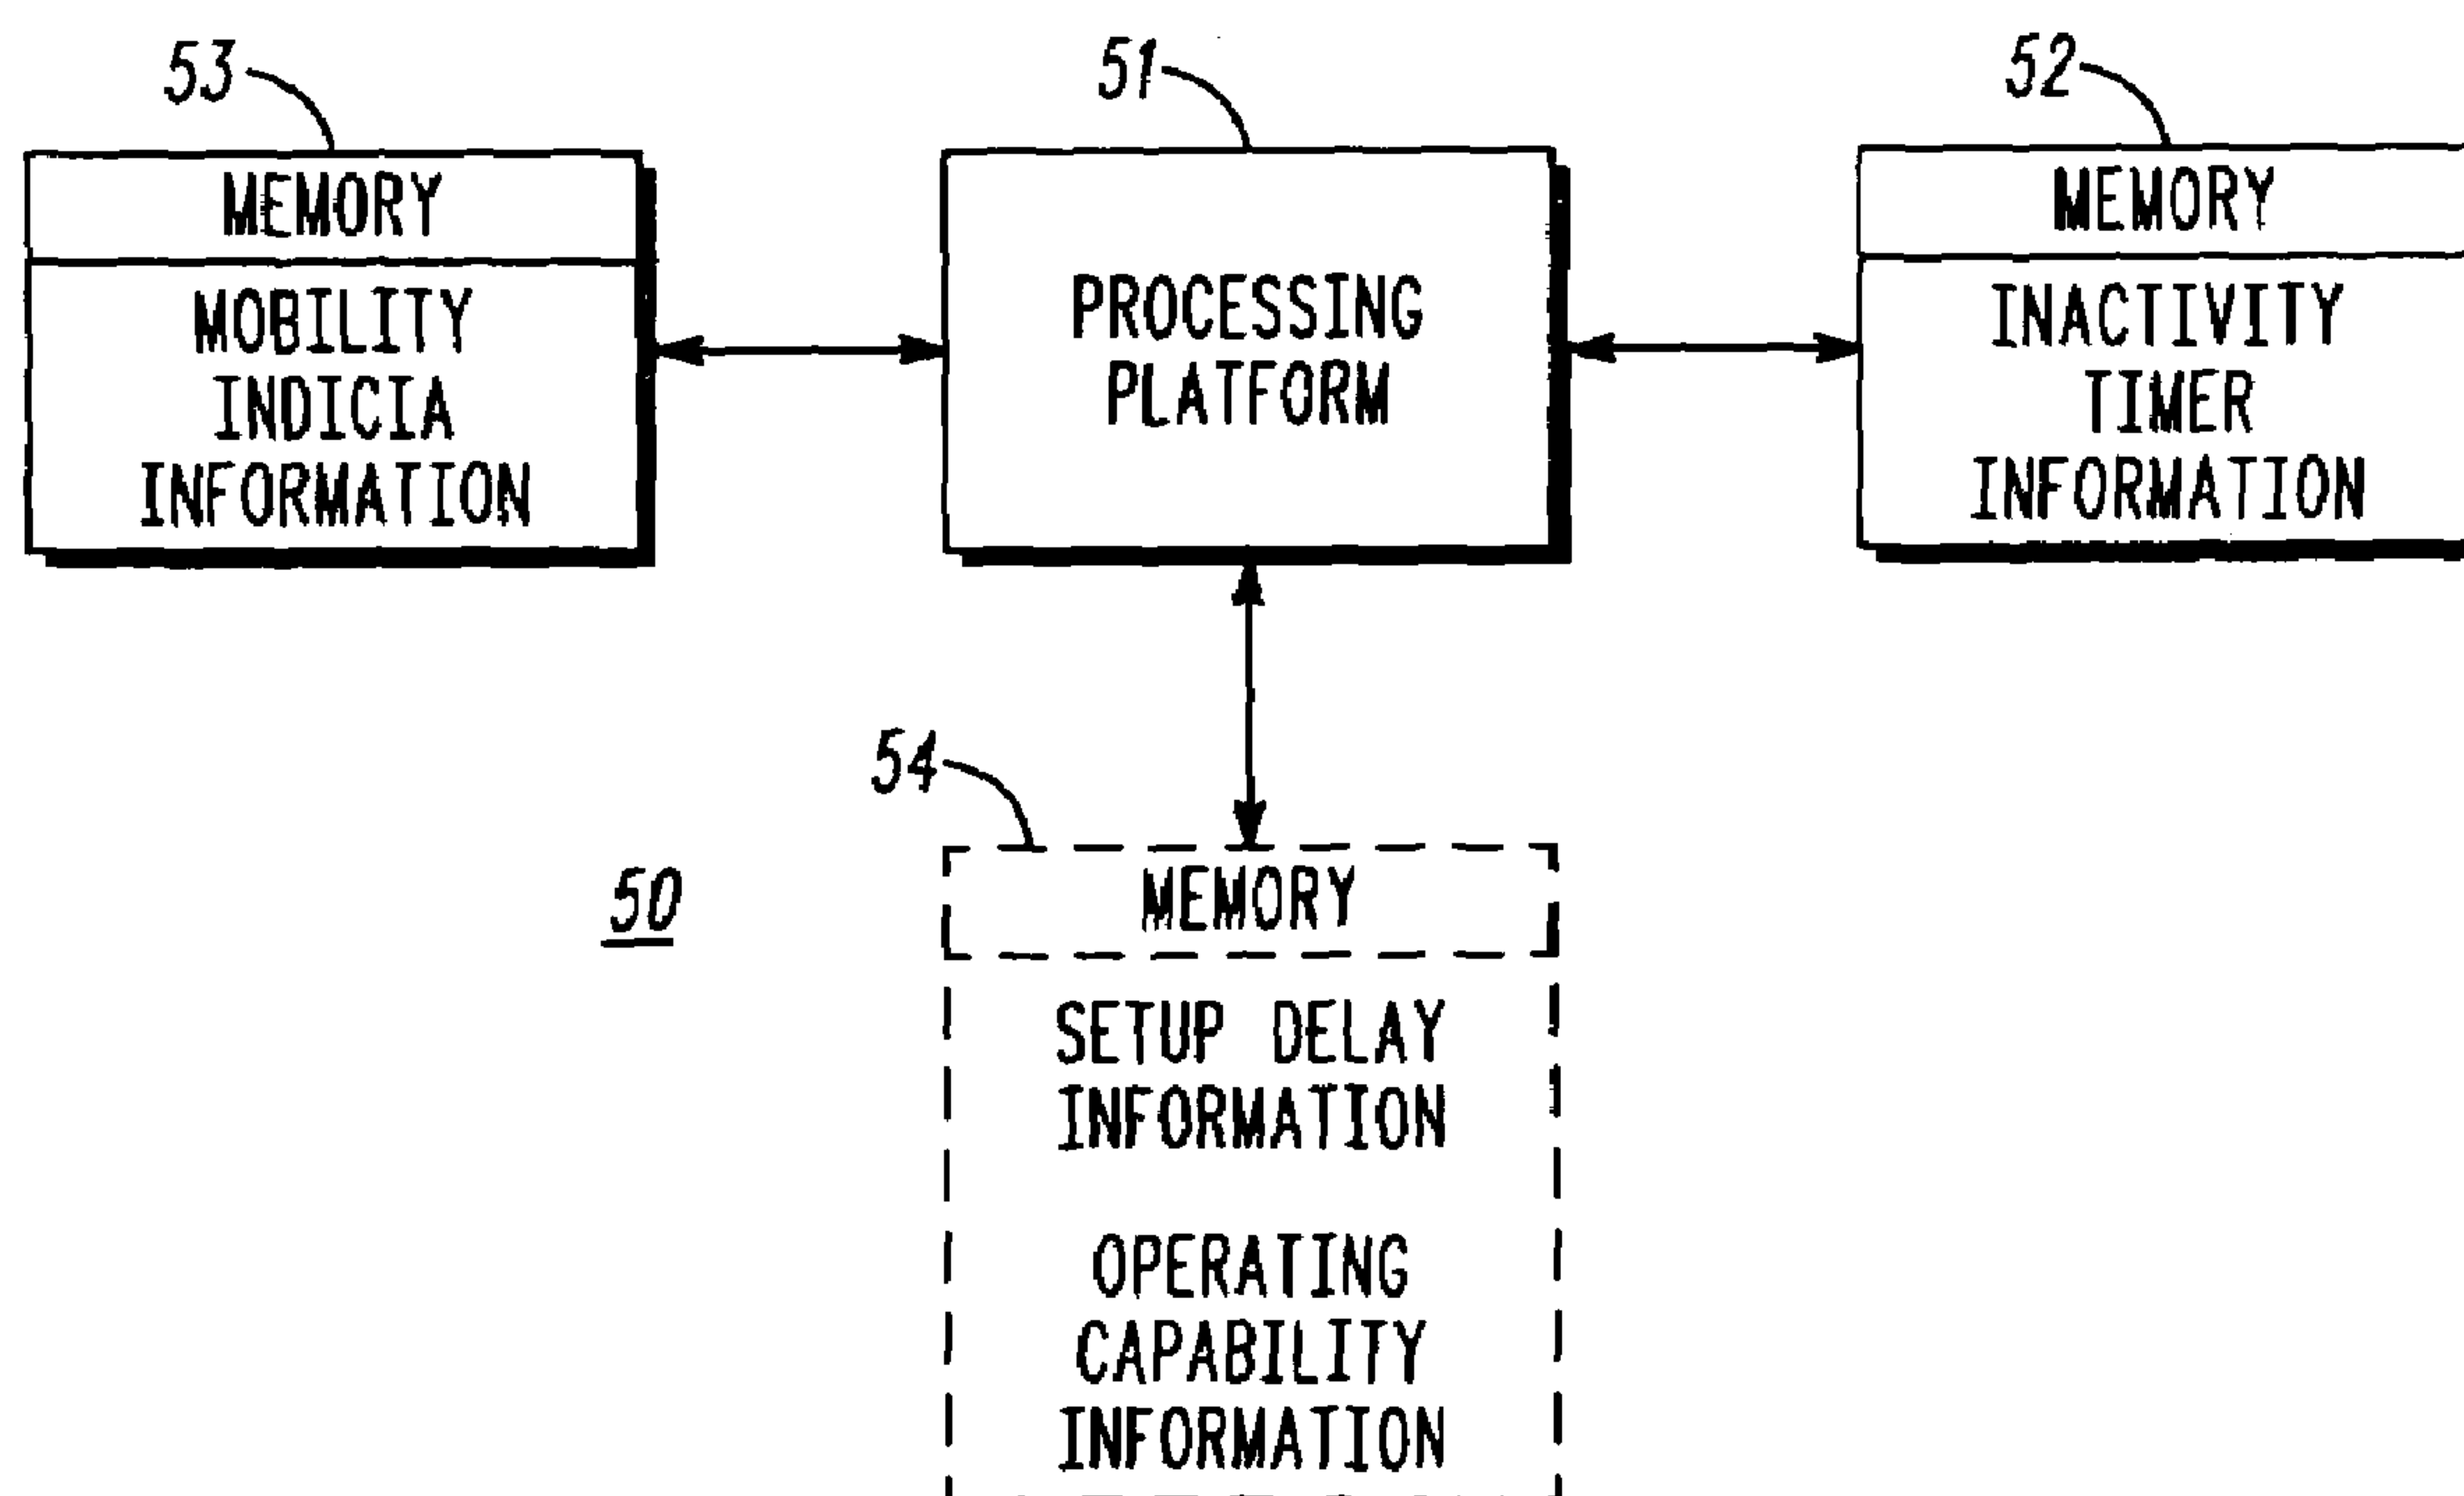 53
51
52
MEMORY
MOBILITY
INDICIA
INFORMATION
PROCESSING
PLATFORM
MEMORY
INACTIVITY
TIMER
INFORMATION
54
50
MEMORY
SETUP DELAY
INFORMATION
OPERATING
CAPABILITY
INFORMATION